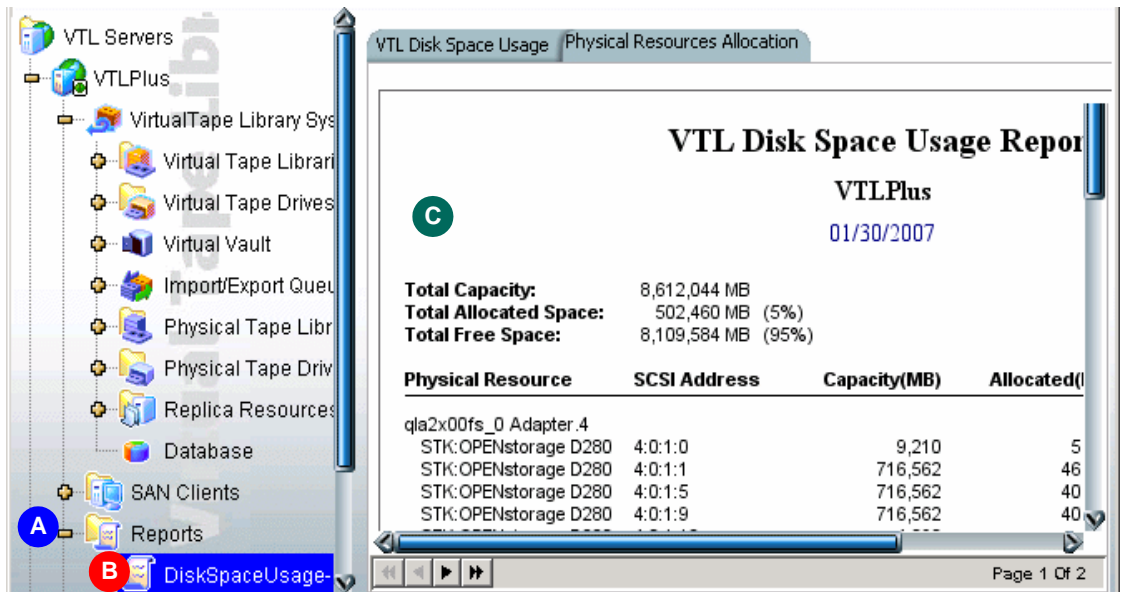 VTL Servers
VTLPlus
VirtualTape Library Sys
Virtual Tape Librari
Virtual Tape Drives
Virtual Vault
Import/Export Queu
Physical Tape Libr
Physical Tape Driv
Replica Resources
Database
SAN Clients
A
Reports
B
DiskSpaceUsage-
VTL Disk Space Usage Physical Resources Allocation
VTL Disk Space Usage Repor
VTLPlus
C
01/30/2007
Total Capacity: 8,612,044 MB
Total Allocated Space: 502,460 MB (5%)
Total Free Space: 8,109,584 MB (95%)
Physical Resource SCSI Address Capacity(MB) Allocated(
qla2x00fs_0 Adapter.4
STK:OPENstorage D280 4:0:1:0 9,210 5
STK:OPENstorage D280 4:0:1:1 716,562 46
STK:OPENstorage D280 4:0:1:5 716,562 40
STK:OPENstorage D280 4:0:1:9 716,562 40
Page 1 Of 2